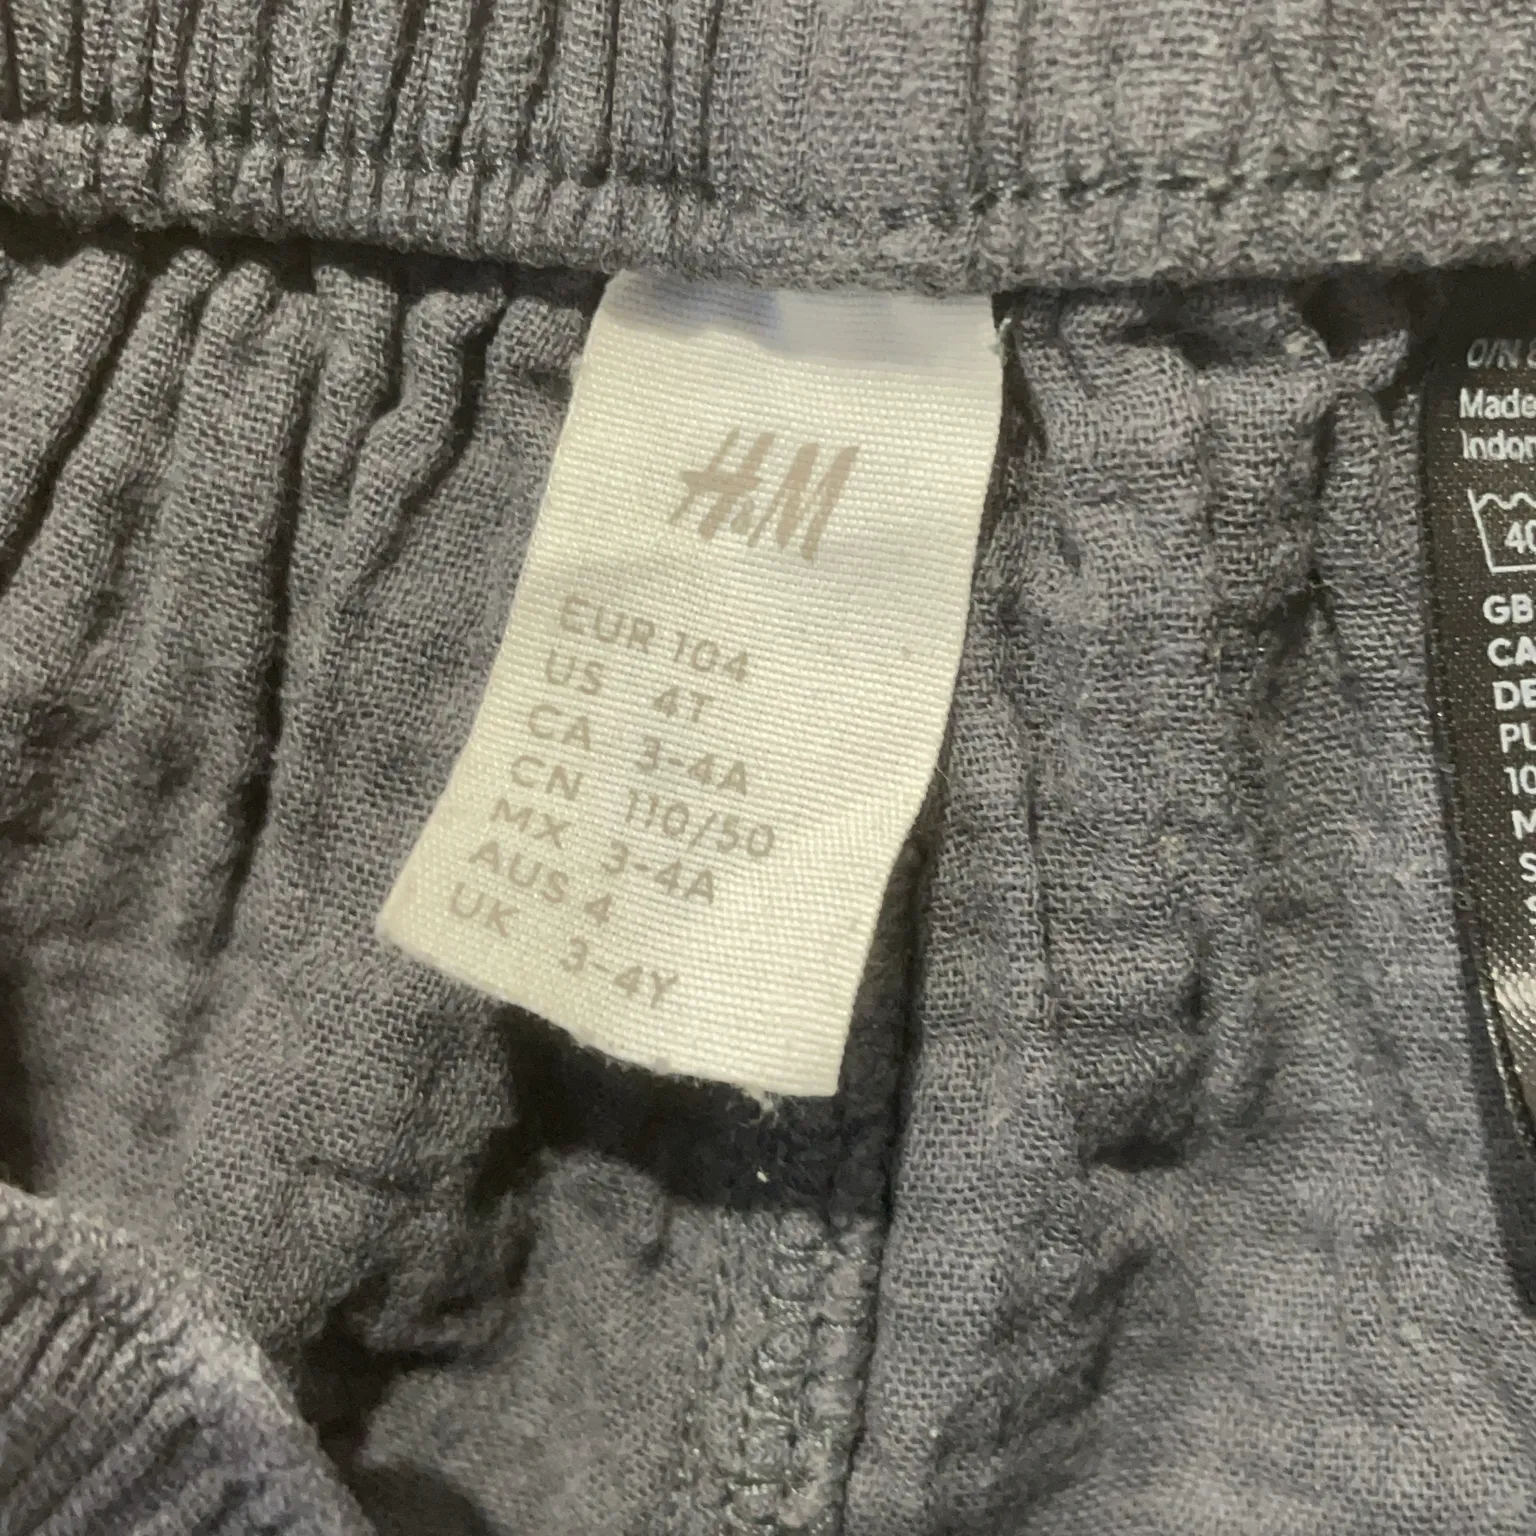 H&M
EUR 104
US 4T
CA 3-4A
CN 110/50
MX 3-4A
AUS 4
UK 3-4Y
O/N
Made
Indon
40
GB
CA
DE
PU
10
M
S